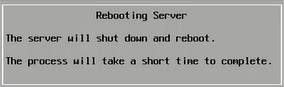 Rebooting Server
The server will shut down and reboot.
The process will take a short time to complete.